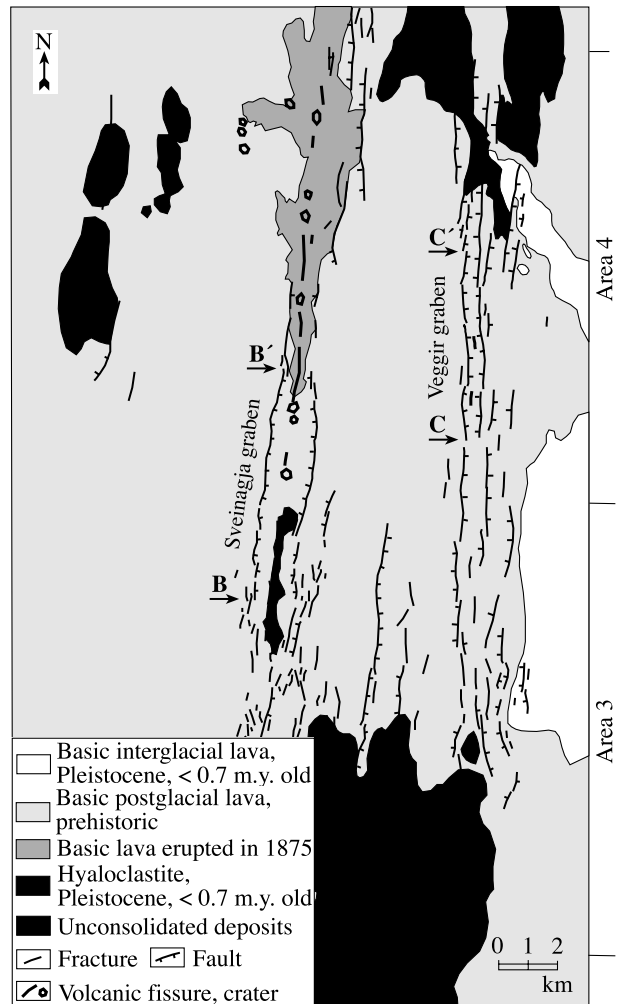 N
Area 4
C´
Veggir graben
B´
C
Sveinagja graben
B
Area 3
Basic interglacial lava,
Pleistocene, < 0.7 m.y. old
Basic postglacial lava,
prehistoric
Basic lava erupted in 1875
Hyaloclastite,
Pleistocene, < 0.7 m.y. old
Unconsolidated deposits
Fracture Fault
Volcanic fissure, crater
0 1 2
km